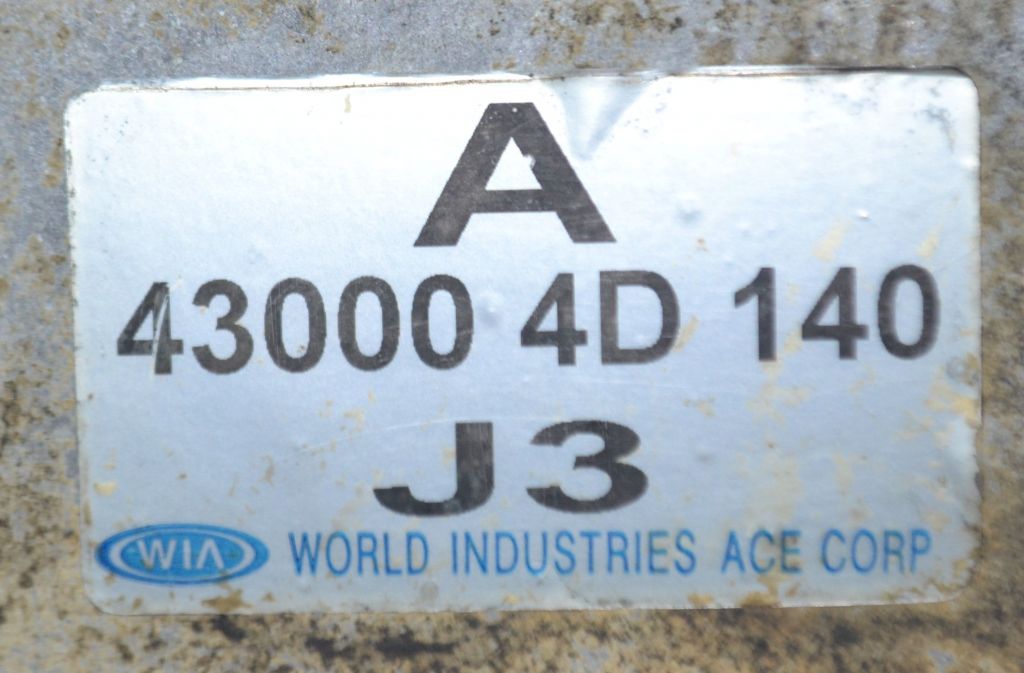 A
43000 4D 140
J3
WIA WORLD INDUSTRIES ACE CORP